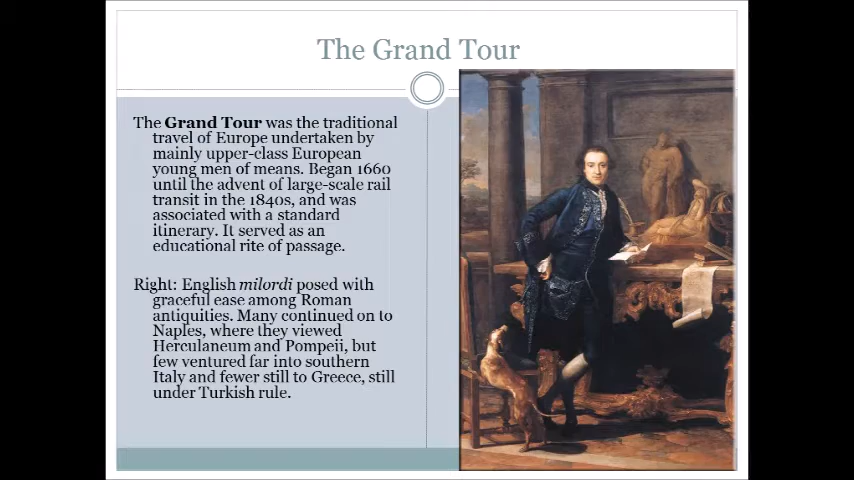 The Grand Tour
The Grand Tour was the traditional
travel of Europe undertaken by
mainly upper-class European
young men of means. Began 1660
until the advent of large-scale rail
transit in the 1840s, and was
associated with a standard
itinerary. It served as an
educational rite of passage.
Right: English milordi posed with
graceful ease among Roman
antiquities. Many continued on to
Naples, where they viewed
Herculaneum and Pompeii, but
few ventured far into southern
Italy and fewer still to Greece, still
under Turkish rule.